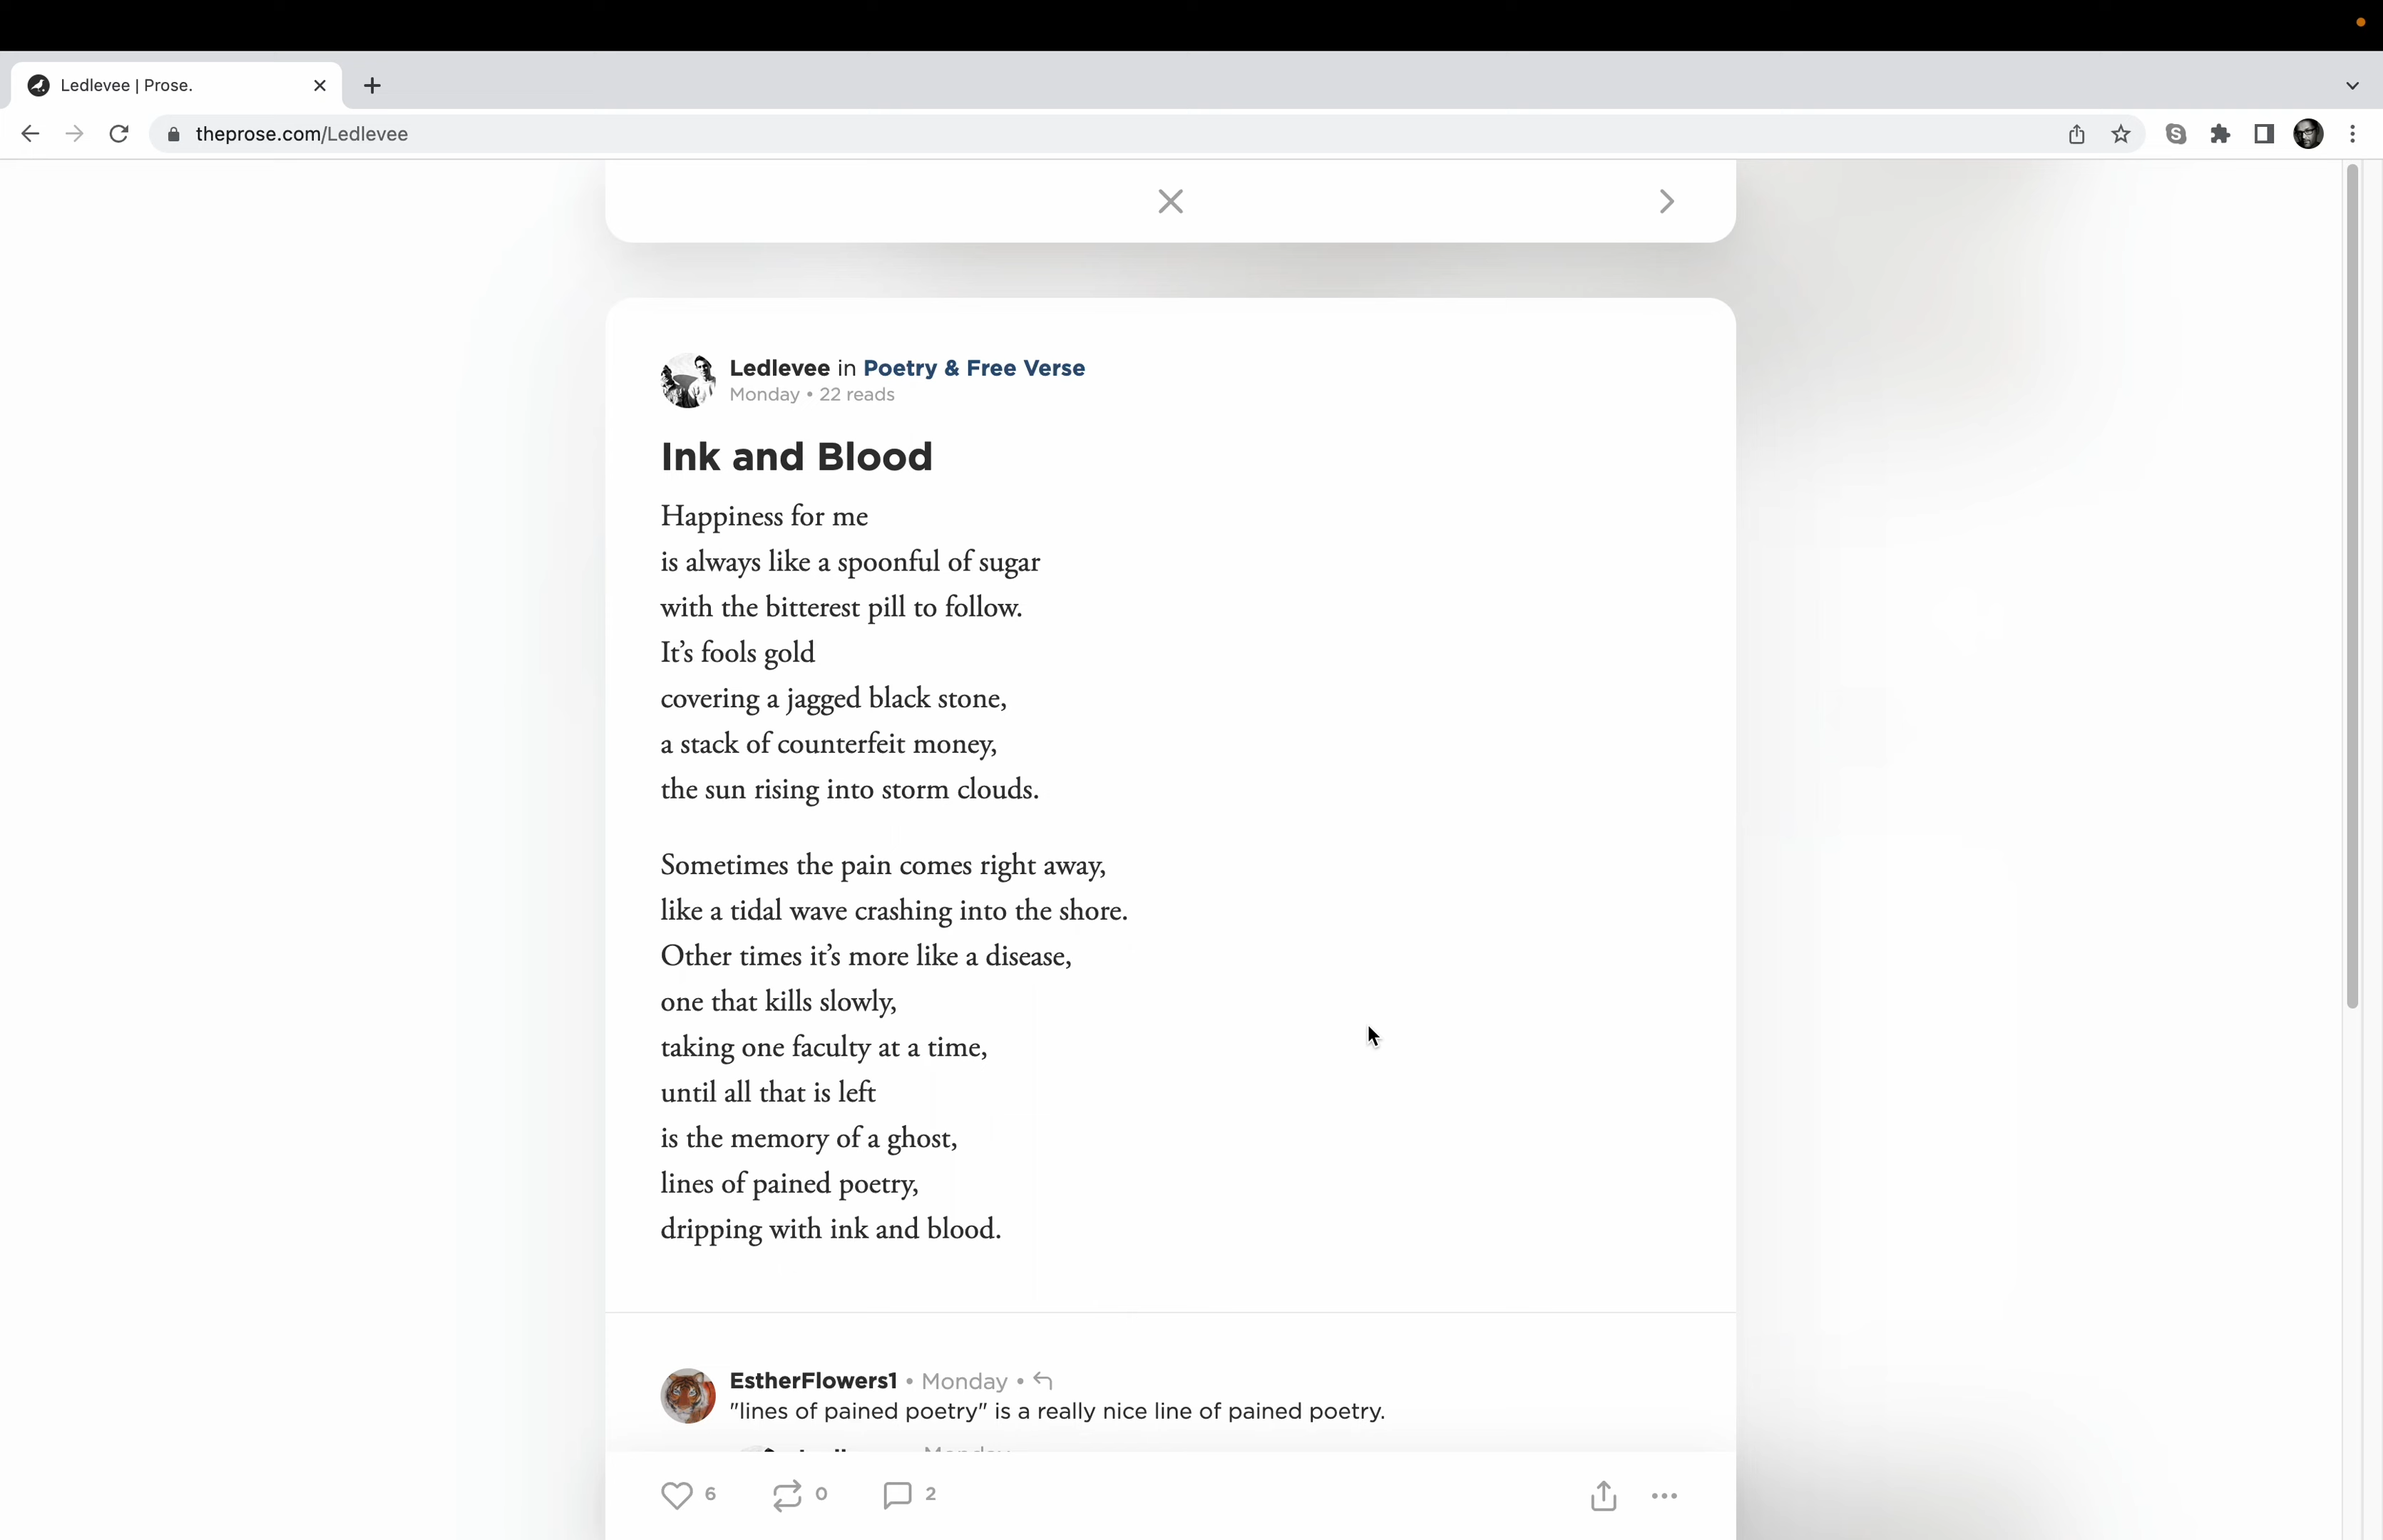 Ledlevee | Prose.
theprose.com/Ledlevee
Ledlevee in Poetry & Free Verse
Monday • 22 reads
Ink and Blood
Happiness for me
is always like a spoonful of sugar
with the bitterest pill to follow.
It’s fools gold
covering a jagged black stone,
a stack of counterfeit money,
the sun rising into storm clouds.
Sometimes the pain comes right away,
like a tidal wave crashing into the shore.
Other times it’s more like a disease,
one that kills slowly,
taking one faculty at a time,
until all that is left
is the memory of a ghost,
lines of pained poetry,
dripping with ink and blood.
EstherFlowers1 • Monday •
"lines of pained poetry" is a really nice line of pained poetry.
6 0 2